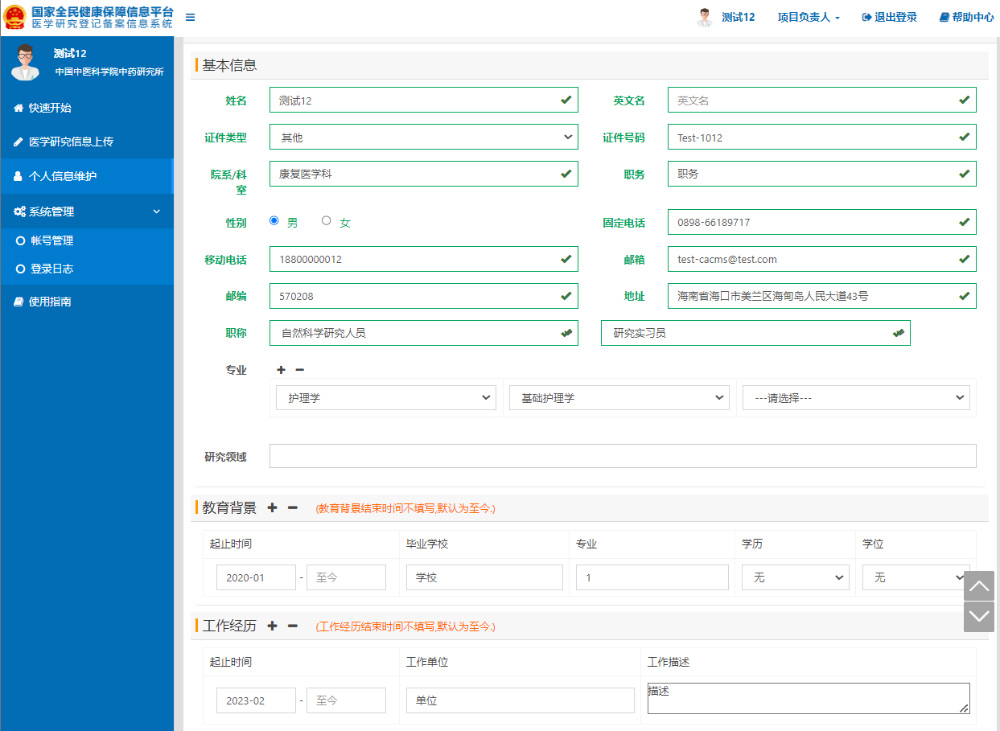 国家全民健康保障信息平台
医学研究登记备案信息系统
测试12 项目负责人 退出登录 帮助中心
测试12
中国中医科学院中药研究所
快速开始
医学研究信息上传
个人信息维护
系统管理
帐号管理
登录日志
使用指南
基本信息
姓名 测试12 英文名 英文名
证件类型 其他 证件号码 Test-1012
院系/科室 康复医学科 职务 职务
性别 男 女 固定电话 0898-66189717
移动电话 18800000012 邮箱 test-cacms@test.com
邮编 570208 地址 海南省海口市美兰区海甸岛人民大道43号
职称 自然科学研究人员 研究实习员
专业
护理学 基础护理学 ---请选择---
研究领域
教育背景 (教育背景结束时间不填写,默认为至今.)
起止时间 毕业学校 专业 学历 学位
2020-01 - 至今 学校 1 无 无
工作经历 (工作经历结束时间不填写,默认为至今.)
起止时间 工作单位 工作描述
2023-02 - 至今 单位 描述